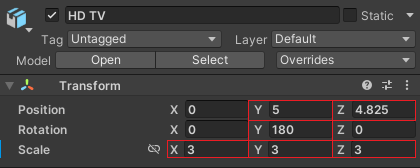 HD TV Static
Tag Untagged Layer Default
Model Open Select Overrides
Transform
Position X 0 Y 5 Z 4.825
Rotation X 0 Y 180 Z 0
Scale X 3 Y 3 Z 3